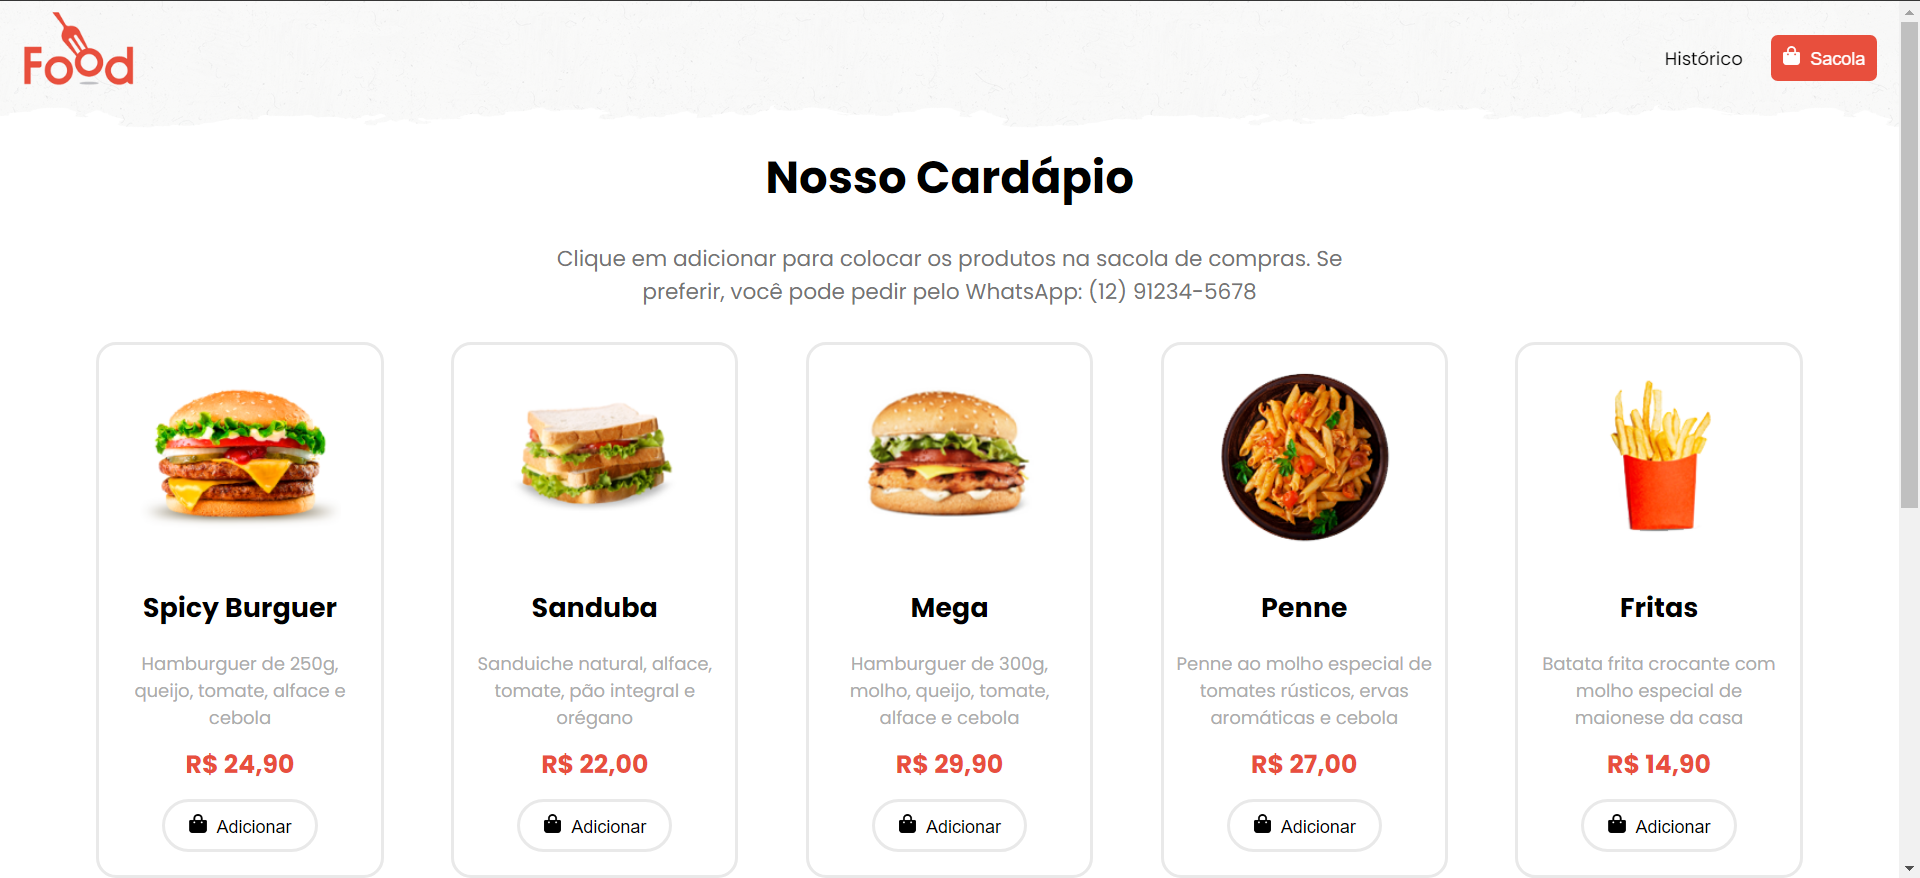 Food
Histórico
Sacola
Nosso Cardápio
Clique em adicionar para colocar os produtos na sacola de compras. Se
preferir, você pode pedir pelo WhatsApp: (12) 91234-5678
Spicy Burguer
Hamburguer de 250g,
queijo, tomate, alface e
cebola
R$ 24,90
Adicionar
Sanduba
Sanduiche natural, alface,
tomate, pão integral e
orégano
R$ 22,00
Adicionar
Mega
Hamburguer de 300g,
molho, queijo, tomate,
alface e cebola
R$ 29,90
Adicionar
Penne
Penne ao molho especial de
tomates rústicos, ervas
aromáticas e cebola
R$ 27,00
Adicionar
Fritas
Batata frita crocante com
molho especial de
maionese da casa
R$ 14,90
Adicionar